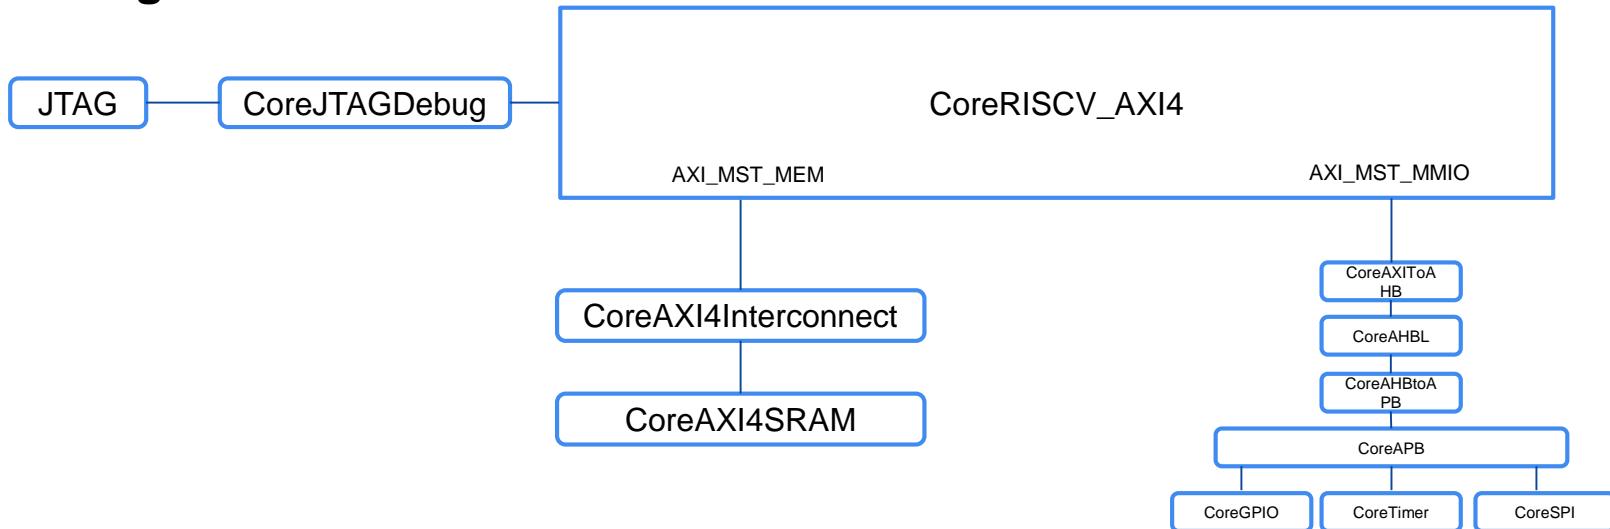 JTAG
CoreJTAGDebug
CoreRISCV_AXI4
AXI_MST_MEM
AXI_MST_MMIO
CoreAXI4Interconnect
CoreAXI4SRAM
CoreAXIToA
HB
CoreAHBL
CoreAHBtoA
PB
CoreAPB
CoreGPIO
CoreTimer
CoreSPI